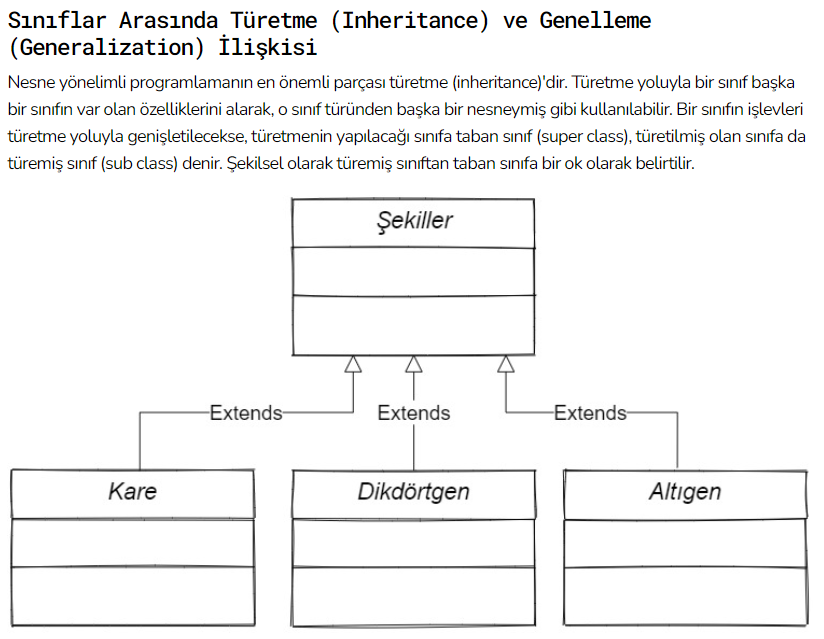 Sınıflar Arasında Türetme (Inheritance) ve Genelleme
(Generalization) İlişkisi
Nesne yönelimli programlamanın en önemli parçası türetme (inheritance)'dir. Türetme yoluyla bir sınıf başka
bir sınıfın var olan özelliklerini alarak, o sınıf türünden başka bir nesneymiş gibi kullanılabilir. Bir sınıfın işlevleri
türetme yoluyla genişletilecekse, türetmenin yapılacağı sınıfa taban sınıf (super class), türetilmiş olan sınıfa da
türemiş sınıf (sub class) denir. Şekilsel olarak türemiş sınıftan taban sınıfa bir ok olarak belirtilir.
Şekiller
Extends Extends Extends
Kare Dikdörtgen Altıgen